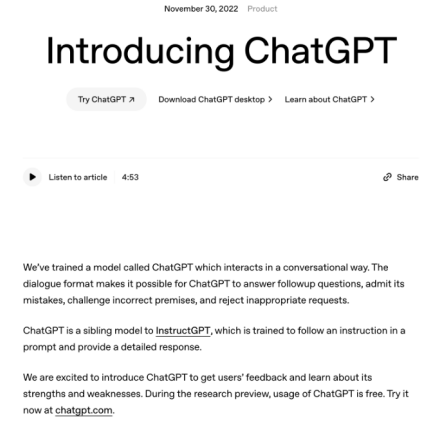 November 30, 2022 Product
Introducing ChatGPT
Try ChatGPT ↗ Download ChatGPT desktop > Learn about ChatGPT >
Listen to article 4:53 Share
We've trained a model called ChatGPT which interacts in a conversational way. The
dialogue format makes it possible for ChatGPT to answer followup questions, admit its
mistakes, challenge incorrect premises, and reject inappropriate requests.
ChatGPT is a sibling model to InstructGPT, which is trained to follow an instruction in a
prompt and provide a detailed response.
We are excited to introduce ChatGPT to get users' feedback and learn about its
strengths and weaknesses. During the research preview, usage of ChatGPT is free. Try it
now at chatgpt.com.